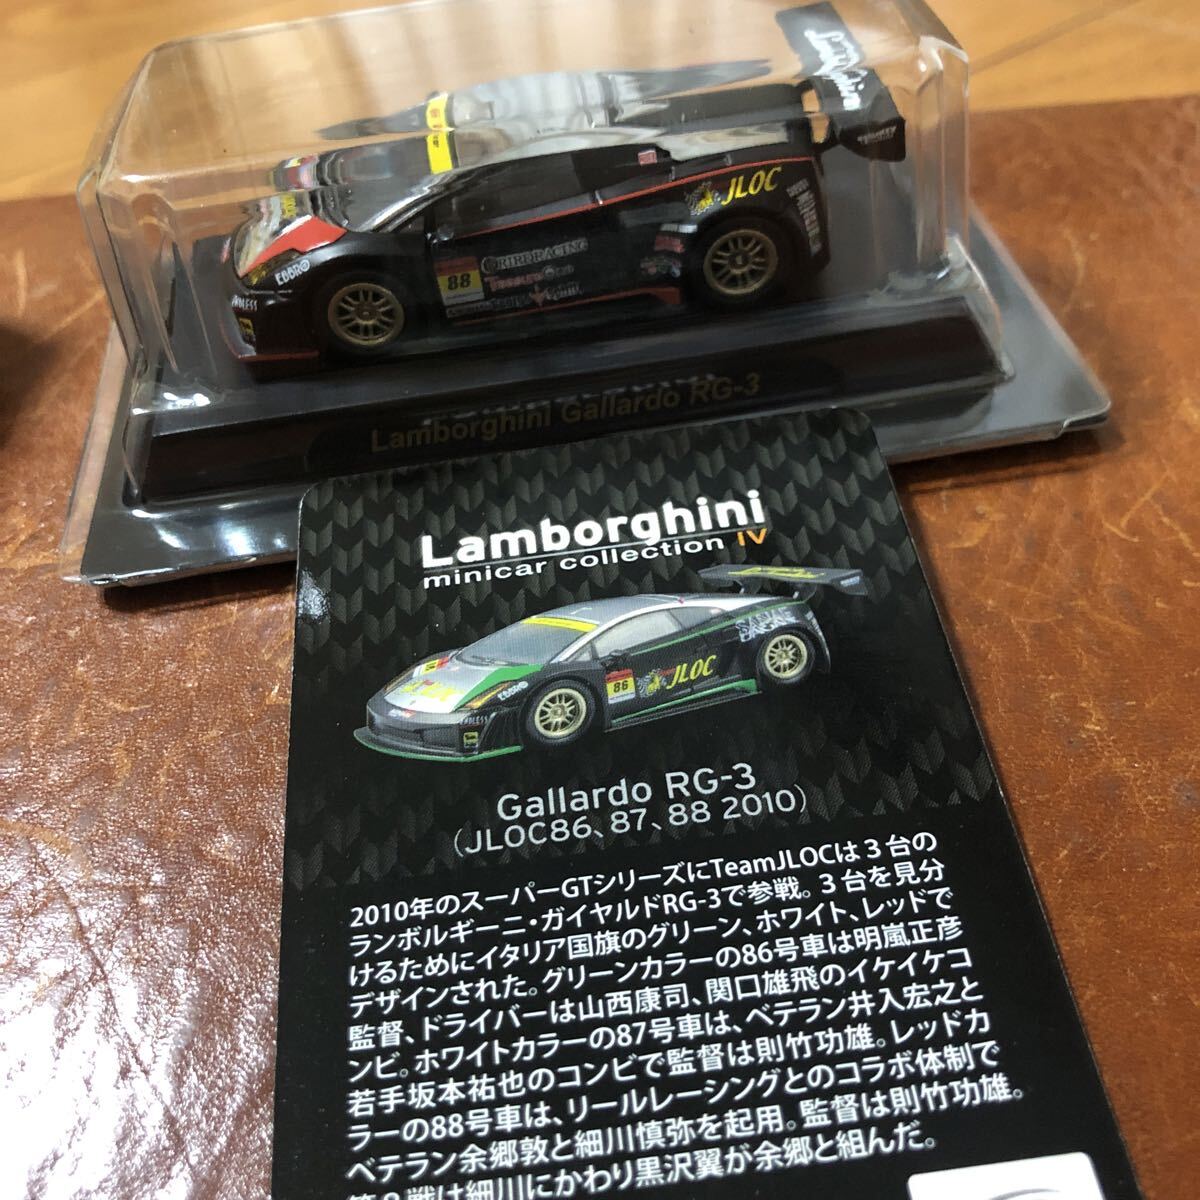 Lamborghini
JLOC
EBBRO
ENDLESS
88
RIRE RACING
Lamborghini Gallardo RG-3
Lamborghini
minicar collection IV
JLOC
86
EBBRO
ENDLESS
Gallardo RG-3
(JLOC86、87、88 2010)
2010年のスーパーGTシリーズにTeamJLOCは3台の
ランボルギーニ・ガイヤルドRG-3で参戦。3台を見分
けるためにイタリア国旗のグリーン、ホワイト、レッドで
デザインされた。グリーンカラーの86号車は明嵐正彦
監督、ドライバーは山西康司、関口雄飛のイケイケコ
ンビ。ホワイトカラーの87号車は、ベテラン井入宏之と
若手坂本祐也のコンビで監督は則竹功雄。レッドカ
ラーの88号車は、リールレーシングとのコラボ体制で
ベテラン余郷敦と細川慎弥を起用。監督は則竹功雄。
戦は細川にかわり黒沢翼が余郷と組んだ。